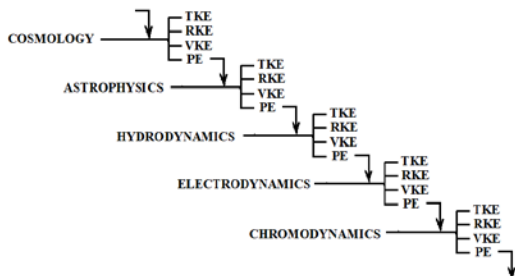 TKE
RKE
COSMOLOGY
VKE
PE
TKE
RKE
ASTROPHYSICS
VKE
PE
TKE
RKE
HYDRODYNAMICS
VKE
PE
TKE
RKE
ELECTRODYNAMICS
VKE
PE
TKE
RKE
CHROMODYNAMICS
VKE
PE